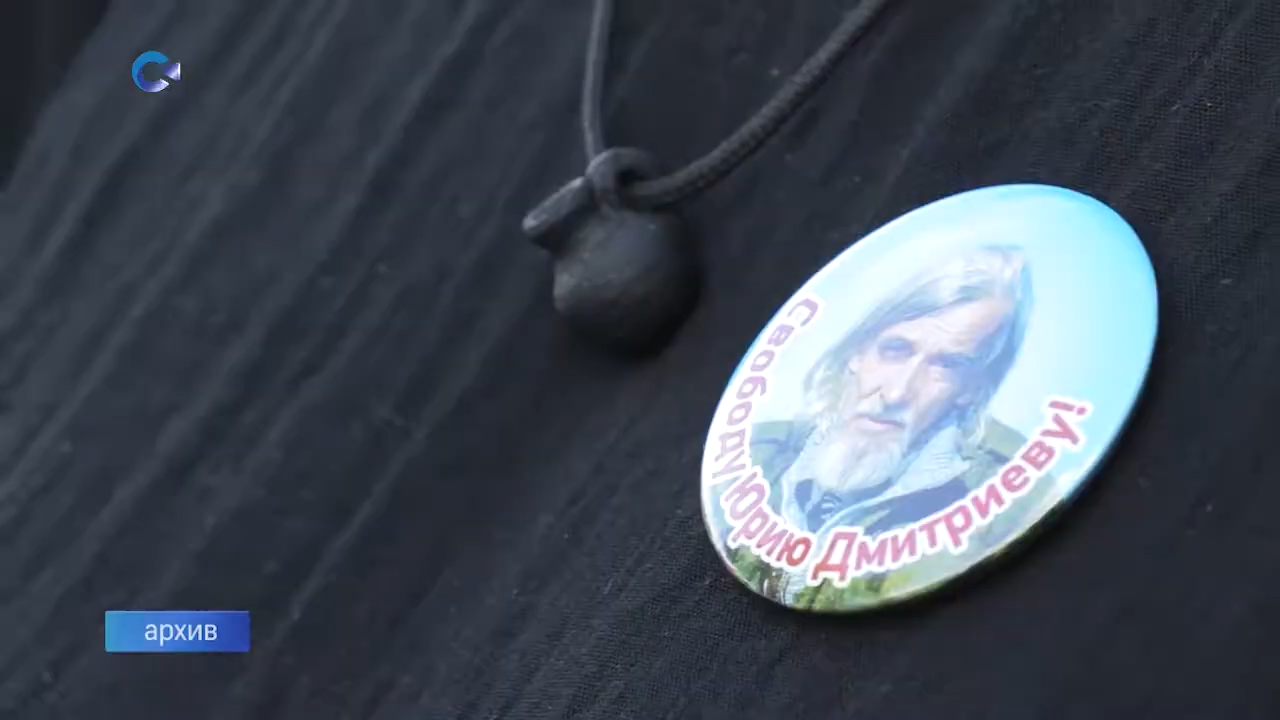 Свободу Юрию Дмитриеву!
архив